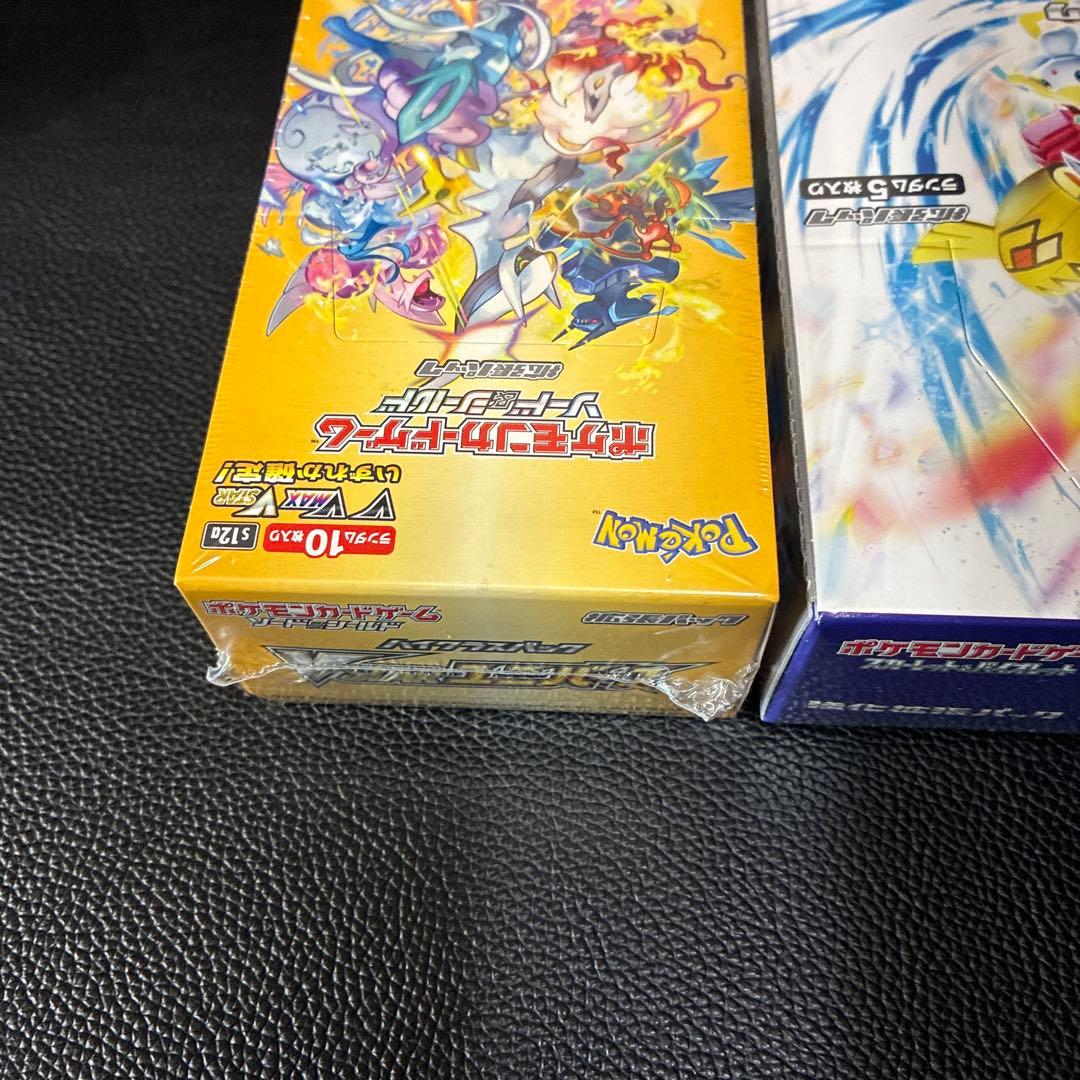 拡張パック
ポケモンカードゲーム™
ソード&シールド
V VMAX VSTAR
いずれか確定!
S12a
ランダム10枚入り
POKéMON™
ポケモンカードゲーム
ソード&シールド
拡張パック
ハイクラスパック
ランダム5枚入り
拡張パック
ポケモンカードゲー
スカーレット&バイオレット
強化拡張パック